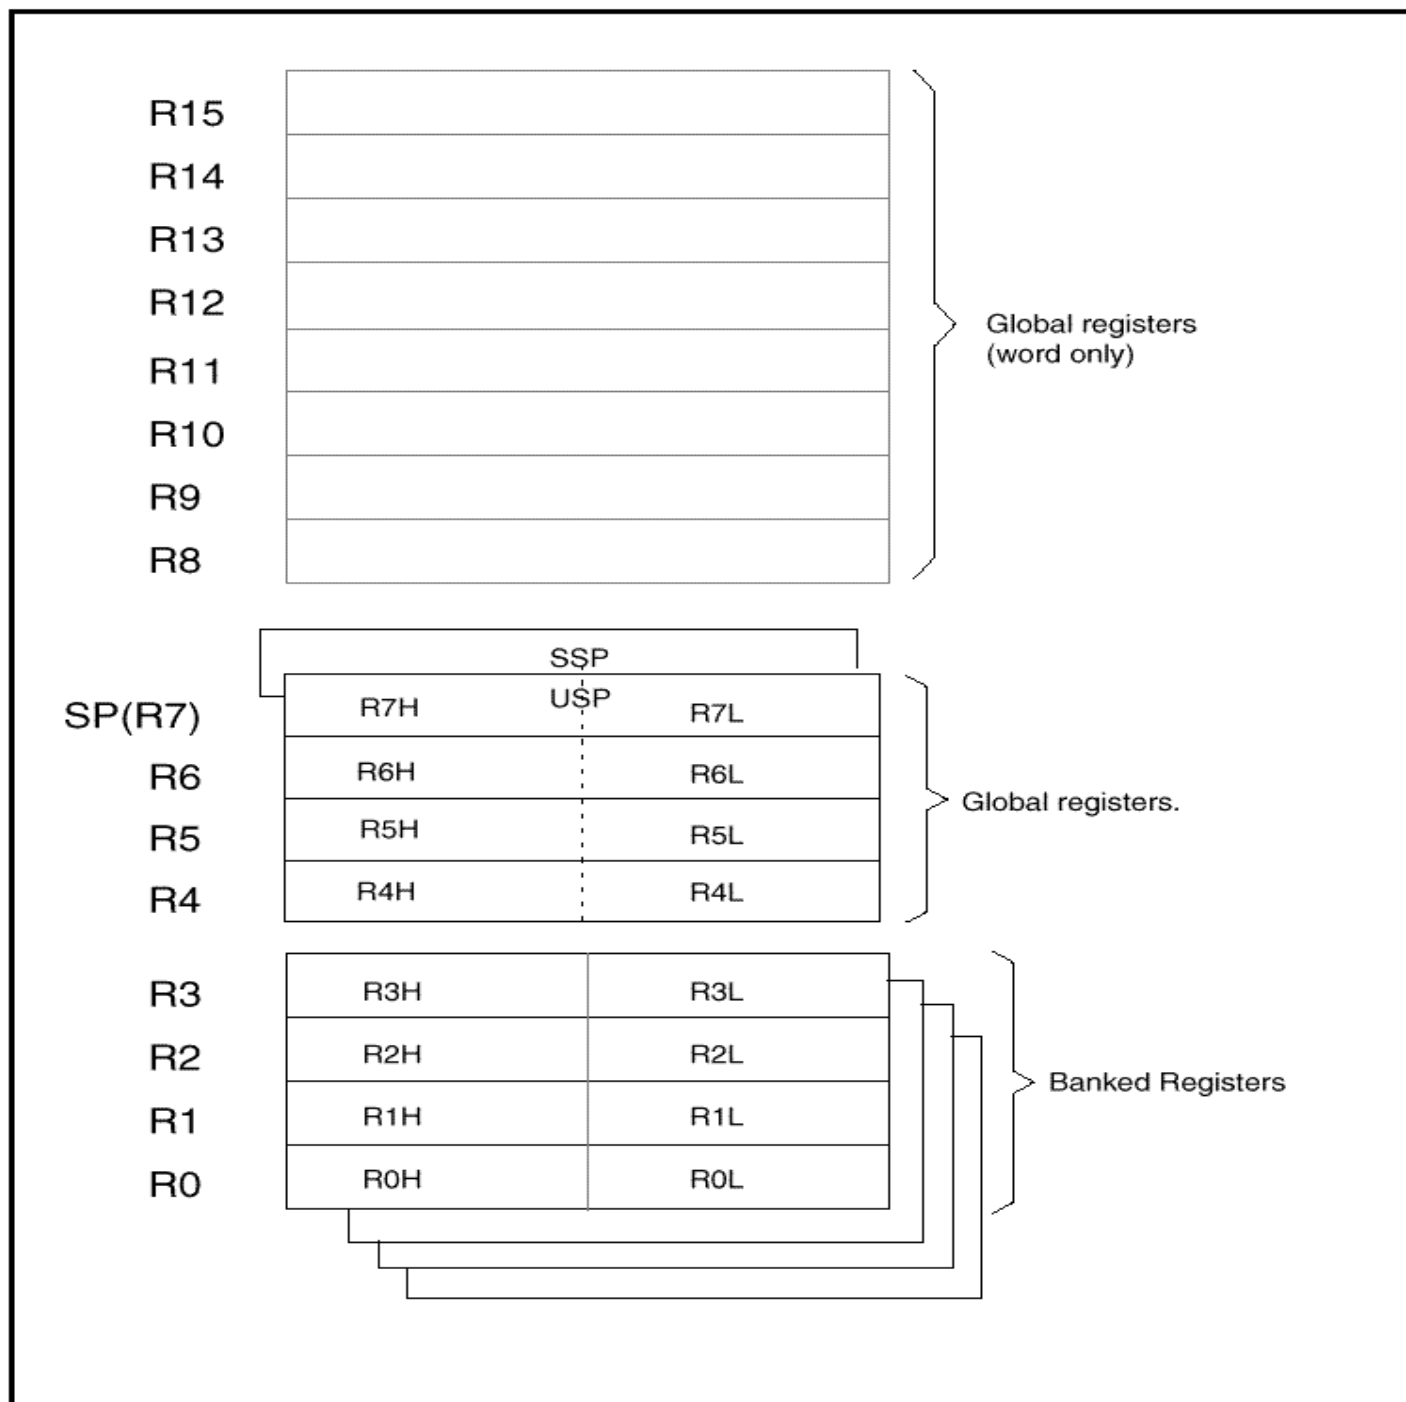 R15
R14
R13
R12
R11
R10
R9
R8
Global registers
(word only)
SSP
USP
SP(R7) R7H R7L
R6 R6H R6L
R5 R5H R5L
R4 R4H R4L
Global registers.
R3 R3H R3L
R2 R2H R2L
R1 R1H R1L
R0 R0H R0L
Banked Registers